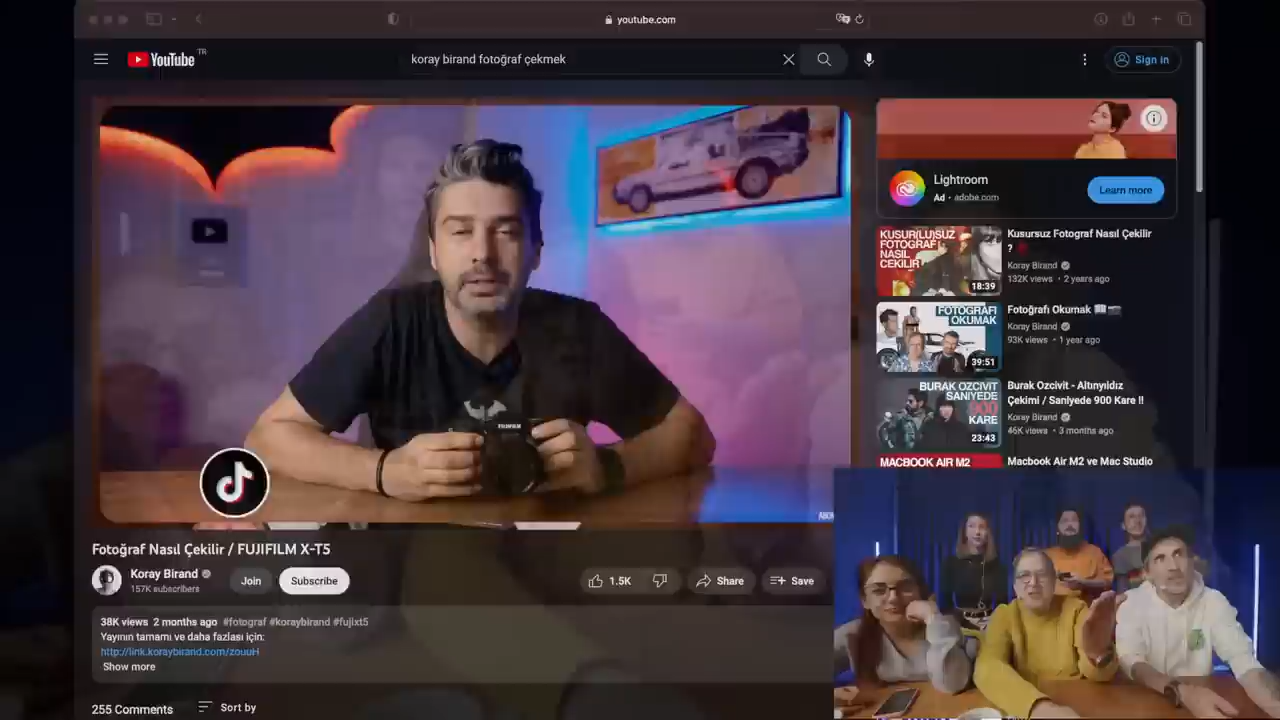 youtube.com
YouTube TR
koray birand fotoğraf çekmek
Sign in
Lightroom
Ad · adobe.com
Learn more
KUSUR(LU)SUZ
FOTOĞRAF
NASIL
ÇEKİLİR
18:39
Kusursuz Fotograf Nasıl Çekilir
?
Koray Birand
132K views · 2 years ago
FOTOĞRAFI
OKUMAK
39:51
Fotoğrafı Okumak
Koray Birand
93K views · 1 year ago
BURAK OZCIVIT
SANIYEDE
900
KARE
23:43
Burak Ozcivit - Altınyıldız
Çekimi / Saniyede 900 Kare !!
Koray Birand
46K views · 3 months ago
MACBOOK AIR M2
Macbook Air M2 ve Mac Studio
FUJIFILM
Fotoğraf Nasıl Çekilir / FUJIFILM X-T5
Koray Birand
157K subscribers
Join
Subscribe
1.5K
Share
Save
38K views 2 months ago #fotograf #koraybirand #fujixt5
Yayının tamamı ve daha fazlası için:
http://link.koraybirand.com/zouuH
Show more
255 Comments
Sort by